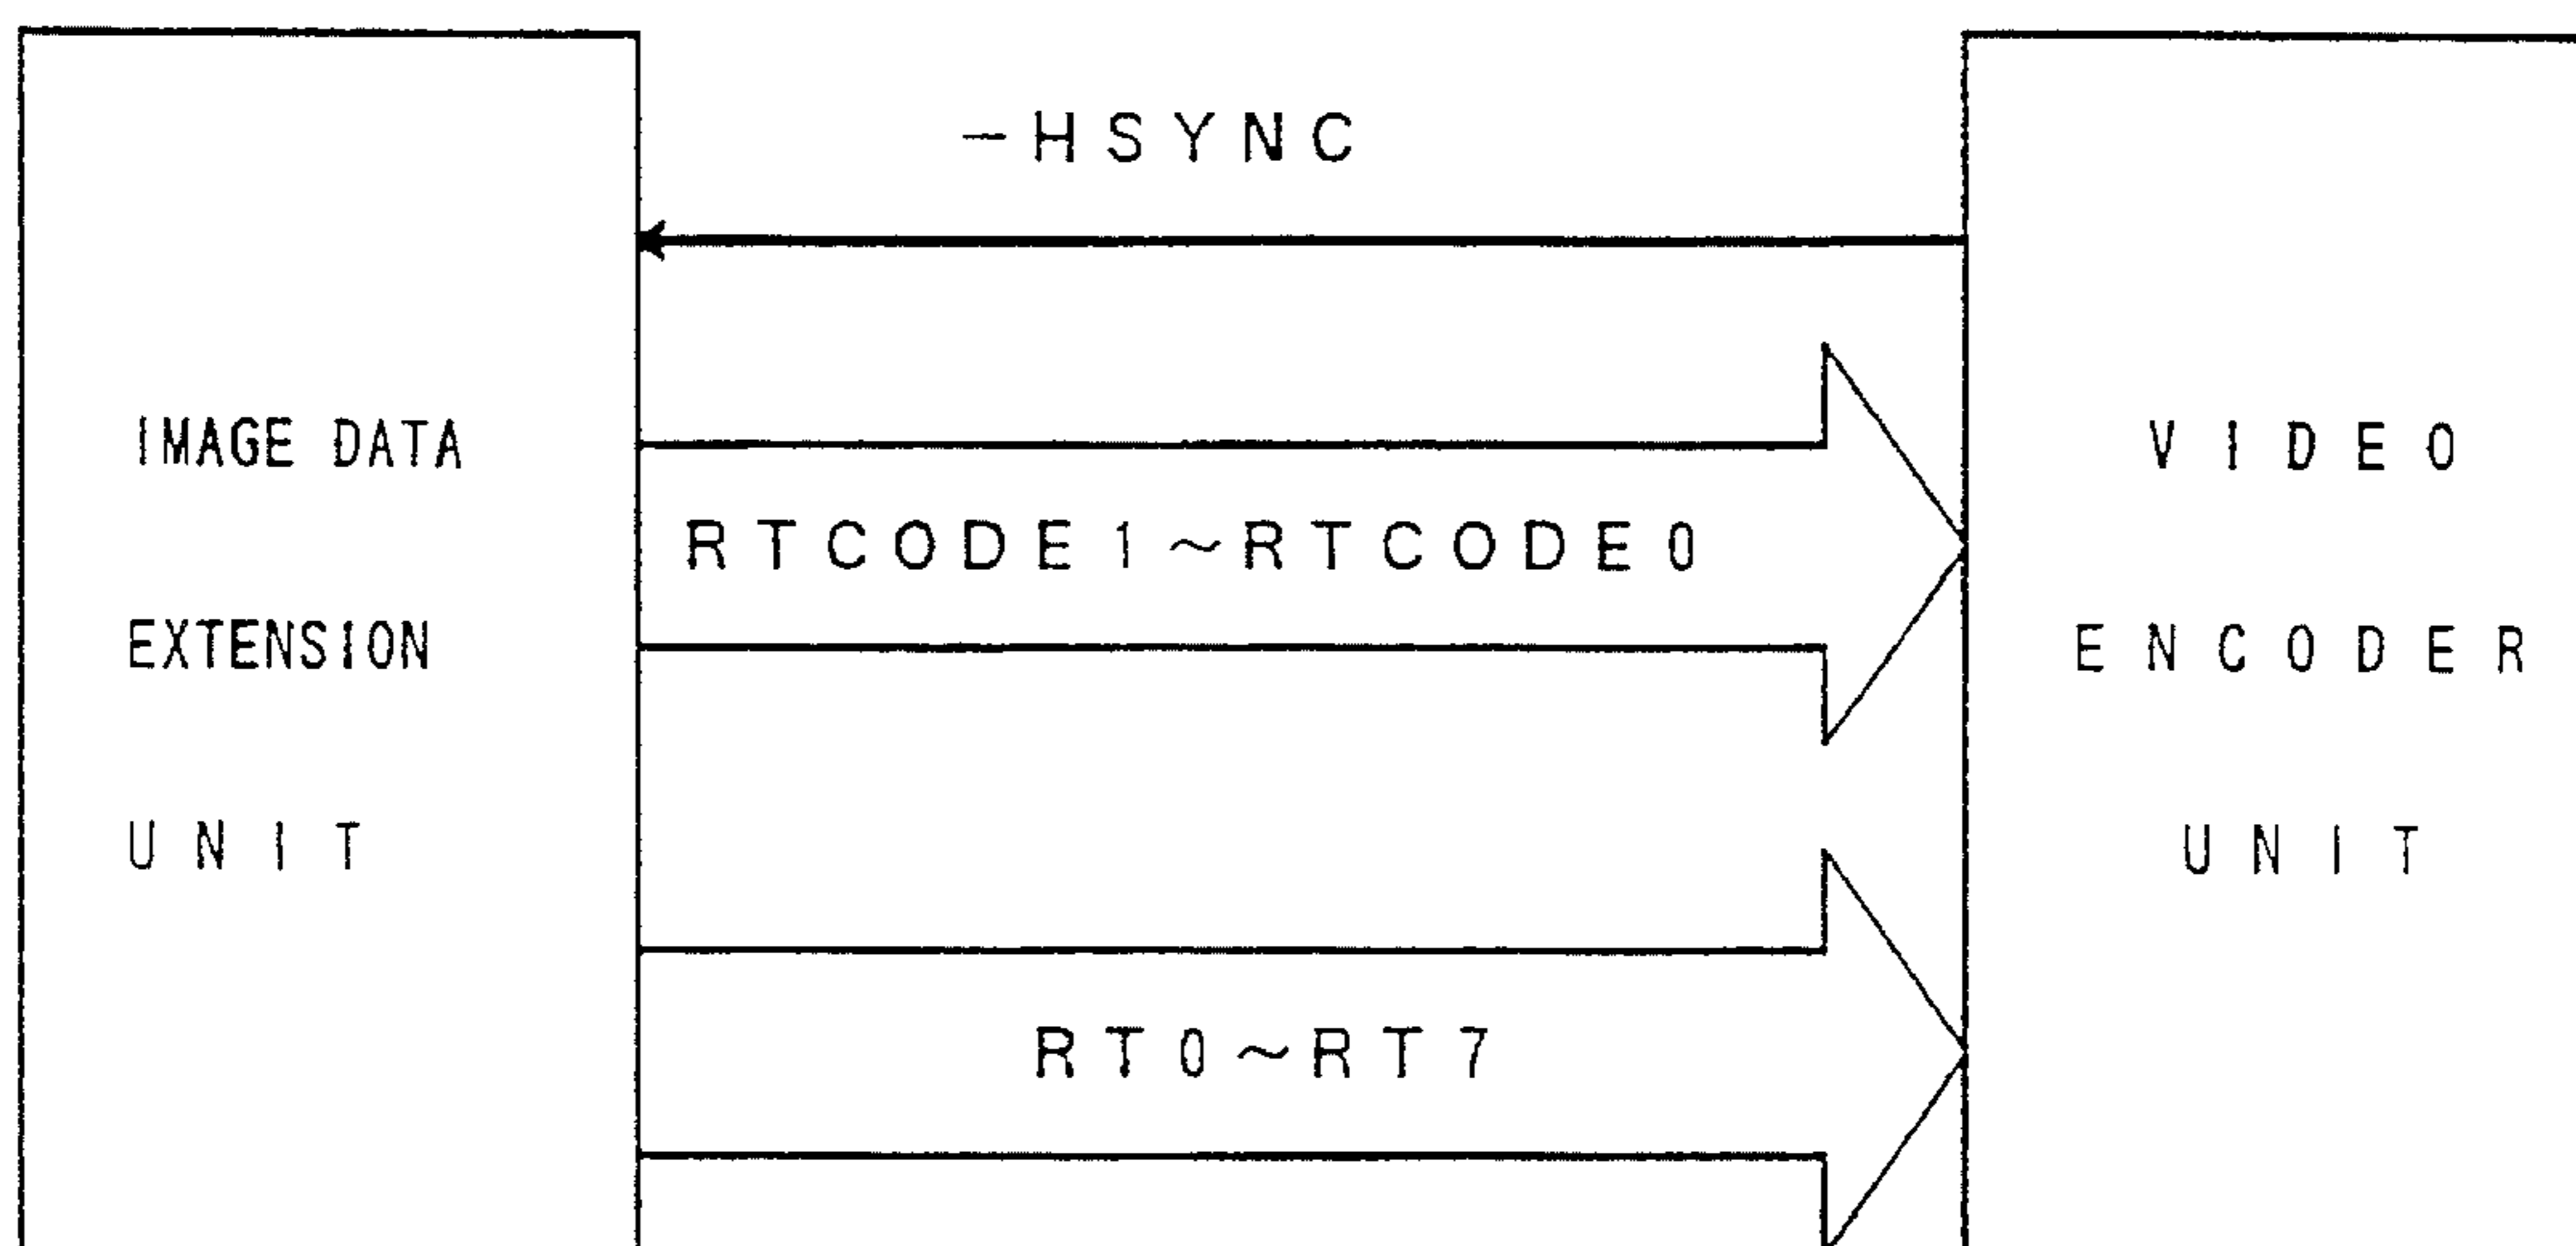 −HSYNC
IMAGE DATA
EXTENSION
UNIT
RTCODE1~RTCODE0
RT0~RT7
VIDEO
ENCODER
UNIT